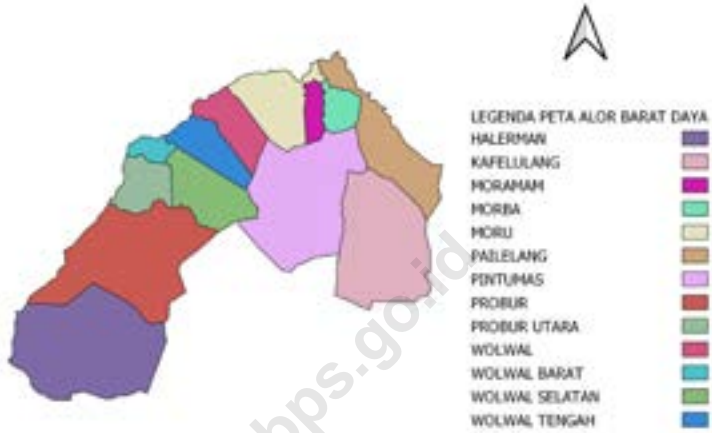 LEGENDA PETA ALOR BARAT DAYA
HALERMAN
KAFELULANG
MORAMAM
MORBA
MORU
PAILELANG
PINTUMAS
PROBUR
PROBUR UTARA
WOLWAL
WOLWAL BARAT
WOLWAL SELATAN
WOLWAL TENGAH
bps.go.id